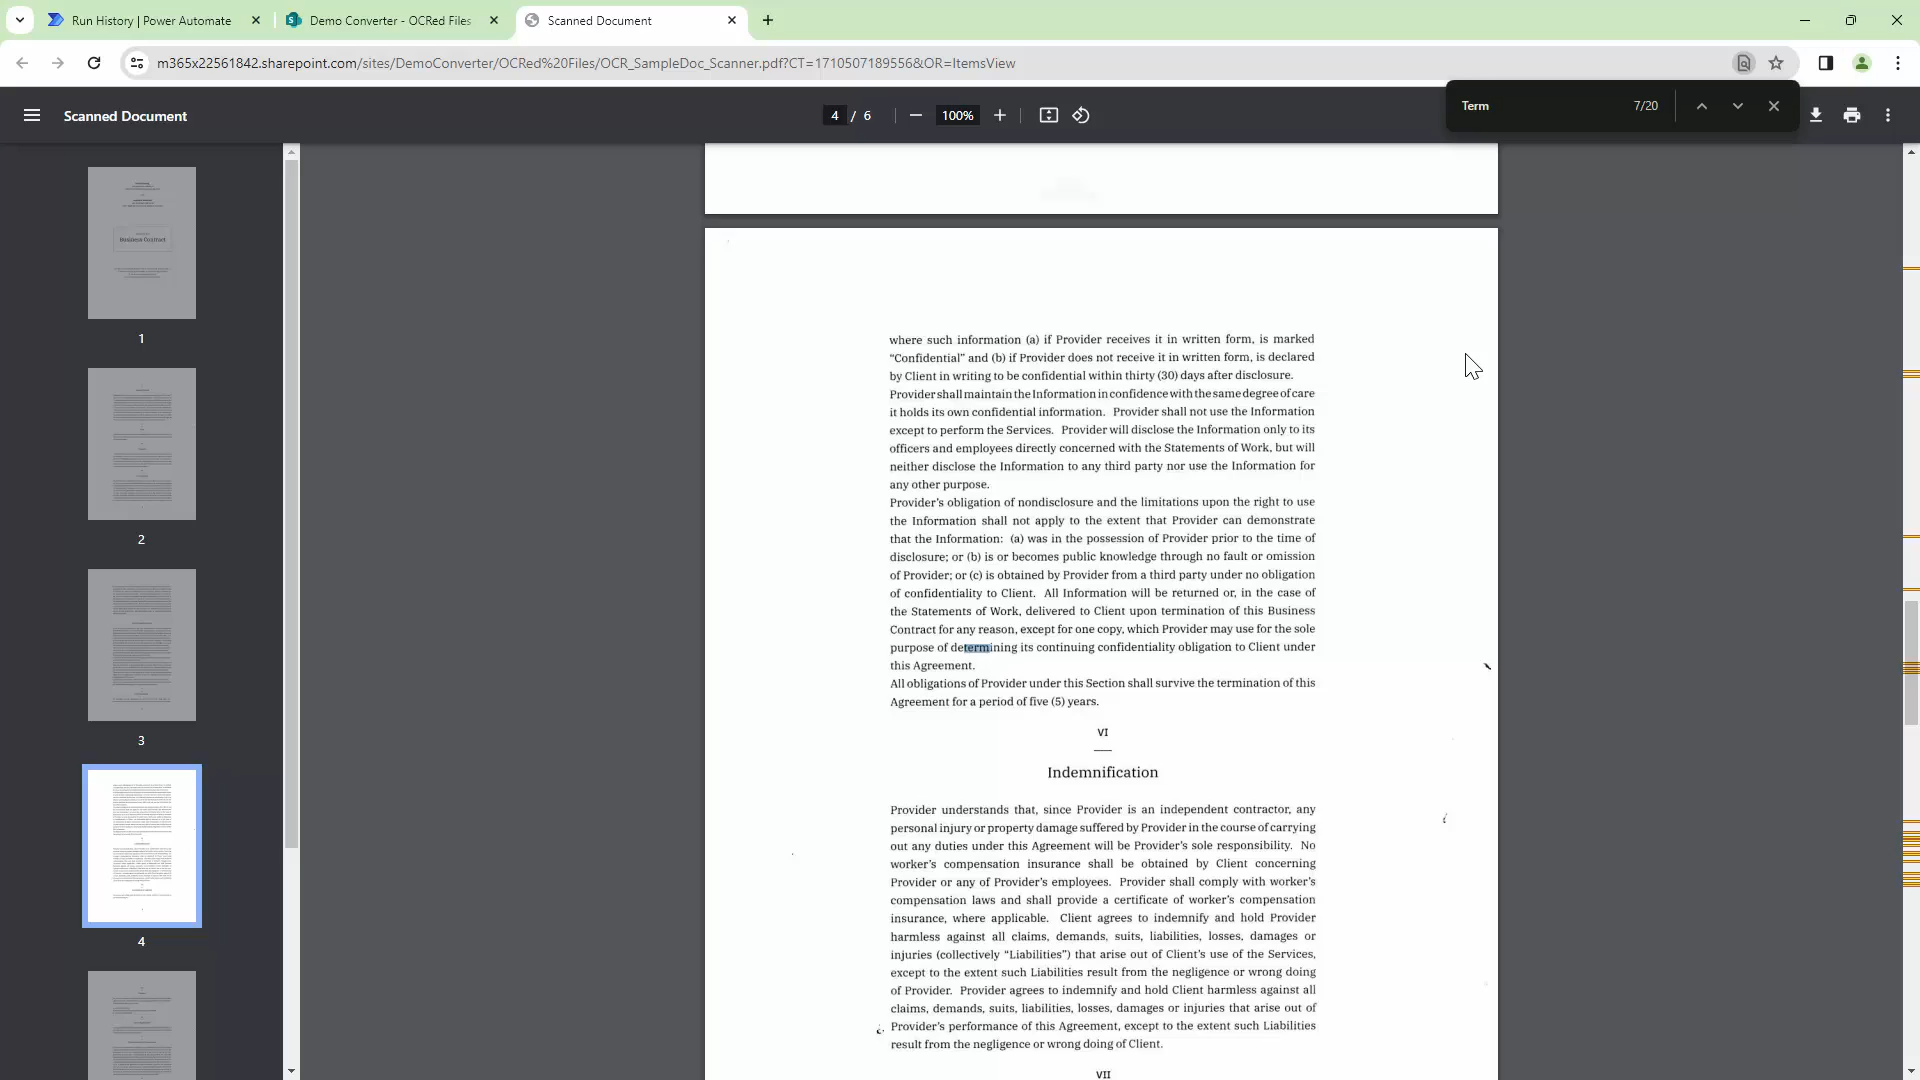 Run History | Power Automate
Demo Converter - OCRed Files
Scanned Document
m365x22561842.sharepoint.com/sites/DemoConverter/OCRed%20Files/OCR_SampleDoc_Scanner.pdf?CT=1710507189556&OR=ItemsView
Scanned Document
4 / 6
100%
Term
7/20
Business Contract
1
2
3
4
where such information (a) if Provider receives it in written form, is marked
“Confidential” and (b) if Provider does not receive it in written form, is declared
by Client in writing to be confidential within thirty (30) days after disclosure.
Provider shall maintain the Information in confidence with the same degree of care
it holds its own confidential information. Provider shall not use the Information
except to perform the Services. Provider will disclose the Information only to its
officers and employees directly concerned with the Statements of Work, but will
neither disclose the Information to any third party nor use the Information for
any other purpose.
Provider’s obligation of nondisclosure and the limitations upon the right to use
the Information shall not apply to the extent that Provider can demonstrate
that the Information: (a) was in the possession of Provider prior to the time of
disclosure; or (b) is or becomes public knowledge through no fault or omission
of Provider; or (c) is obtained by Provider from a third party under no obligation
of confidentiality to Client. All Information will be returned or, in the case of
the Statements of Work, delivered to Client upon termination of this Business
Contract for any reason, except for one copy, which Provider may use for the sole
purpose of determining its continuing confidentiality obligation to Client under
this Agreement.
All obligations of Provider under this Section shall survive the termination of this
Agreement for a period of five (5) years.
VI
Indemnification
Provider understands that, since Provider is an independent contractor, any
personal injury or property damage suffered by Provider in the course of carrying
out any duties under this Agreement will be Provider’s sole responsibility. No
worker’s compensation insurance shall be obtained by Client concerning
Provider or any of Provider’s employees. Provider shall comply with worker’s
compensation laws and shall provide a certificate of worker’s compensation
insurance, where applicable. Client agrees to indemnify and hold Provider
harmless against all claims, demands, suits, liabilities, losses, damages or
injuries (collectively “Liabilities”) that arise out of Client’s use of the Services,
except to the extent such Liabilities result from the negligence or wrong doing
of Provider. Provider agrees to indemnify and hold Client harmless against all
claims, demands, suits, liabilities, losses, damages or injuries that arise out of
Provider’s performance of this Agreement, except to the extent such Liabilities
result from the negligence or wrong doing of Client.
VII